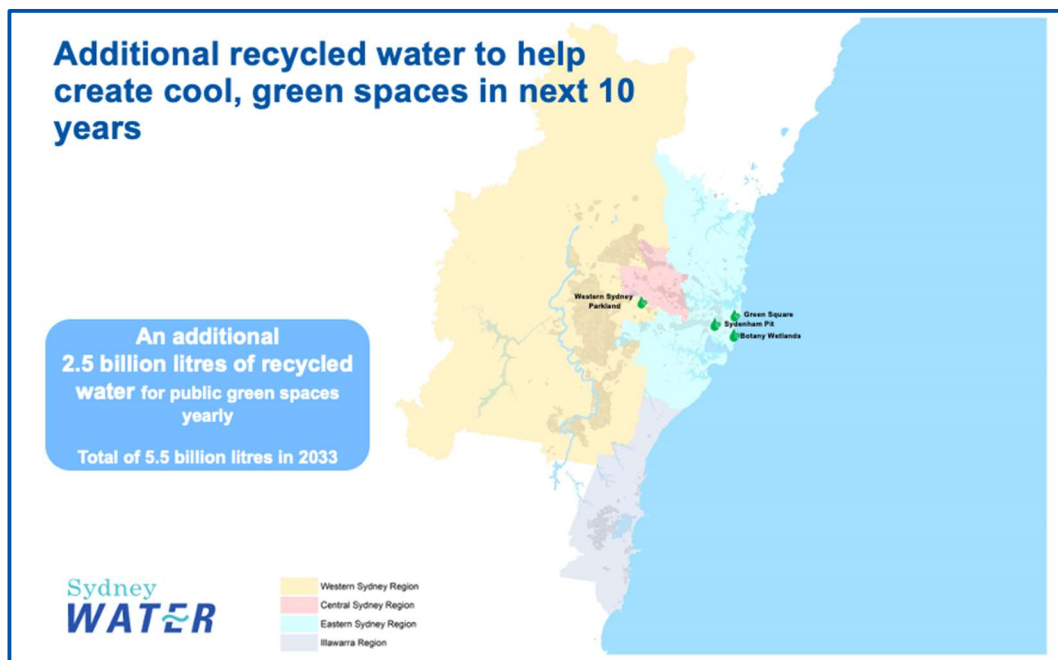 Additional recycled water to help
create cool, green spaces in next 10
years
Western Sydney
Parkland
Green Square
Sydenham Pit
Botany Wetlands
An additional
2.5 billion litres of recycled
water for public green spaces
yearly
Total of 5.5 billion litres in 2033
Sydney
WATER
Western Sydney Region
Central Sydney Region
Eastern Sydney Region
Illawarra Region